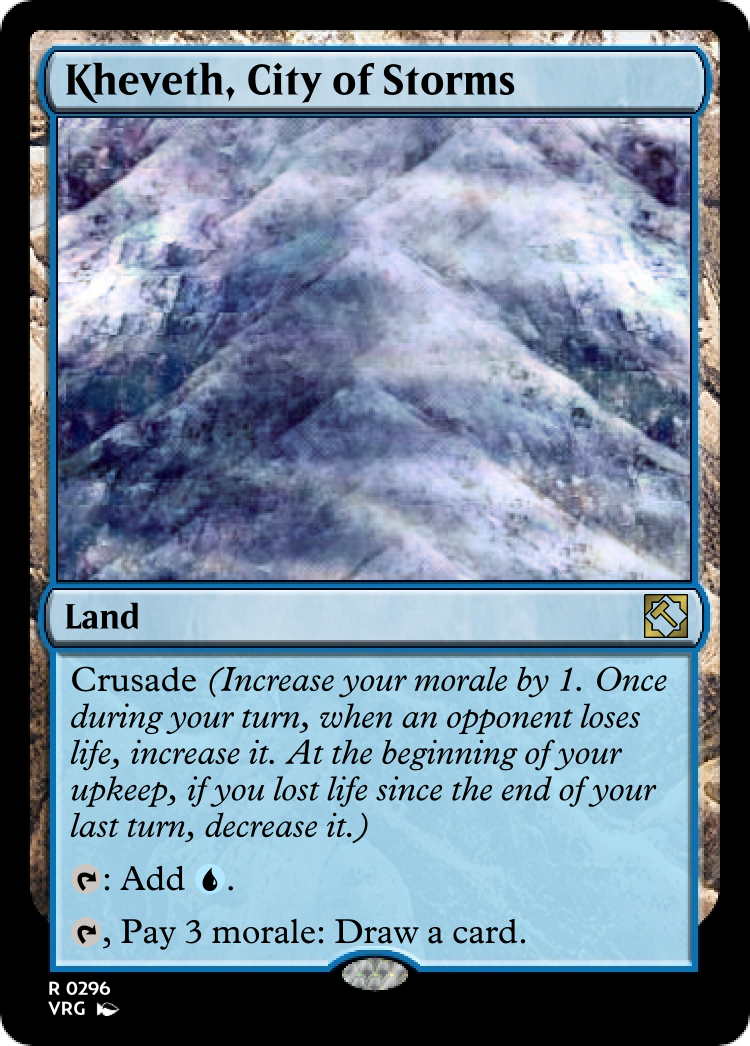 Kheveth, City of Storms
Land
Crusade (Increase your morale by 1. Once
during your turn, when an opponent loses
life, increase it. At the beginning of your
upkeep, if you lost life since the end of your
last turn, decrease it.)
: Add .
, Pay 3 morale: Draw a card.
R 0296
VRG